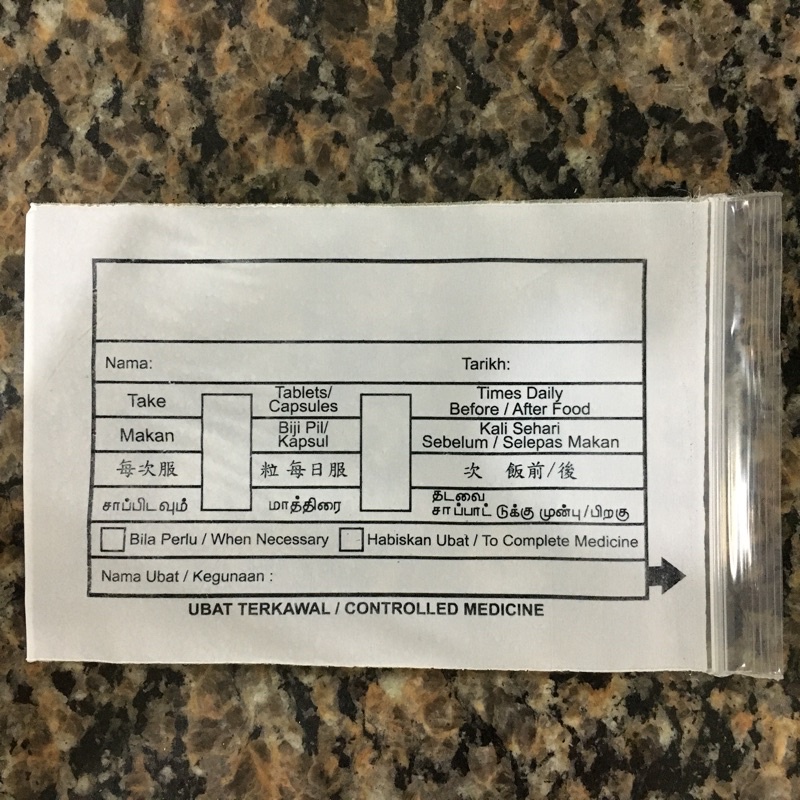 Nama: Tarikh:
Take Tablets/ Capsules Times Daily Before / After Food
Makan Biji Pil/ Kapsul Kali Sehari Sebelum / Selepas Makan
每次服 粒 每日服 次 飯前/後
சாப்பிடவும் மாத்திரை தடவை சாப்பாட்டுக்கு முன்பு/பிறகு
Bila Perlu / When Necessary Habiskan Ubat / To Complete Medicine
Nama Ubat / Kegunaan :
UBAT TERKAWAL / CONTROLLED MEDICINE